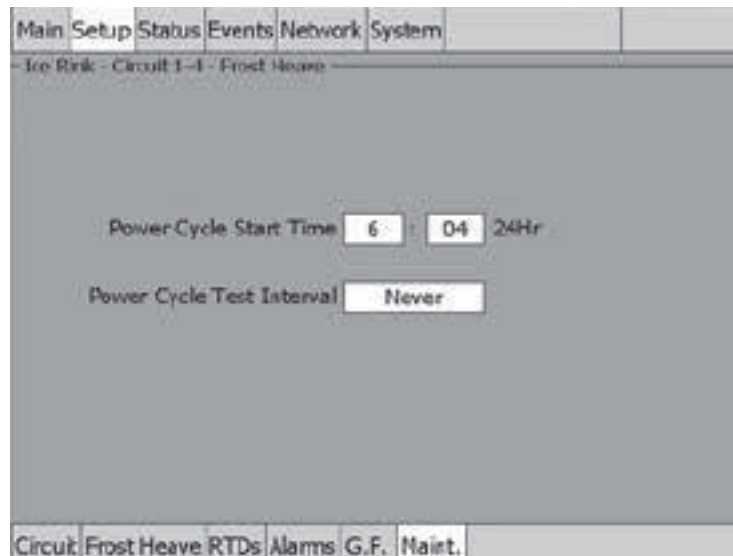 Main Setup Status Events Network System
Ice Rink - Circuit 1-4 - Frost Heave
Power Cycle Start Time 6 : 04 24Hr
Power Cycle Test Interval Never
Circuit Frost Heave RTDs Alarms G.F. Maint.